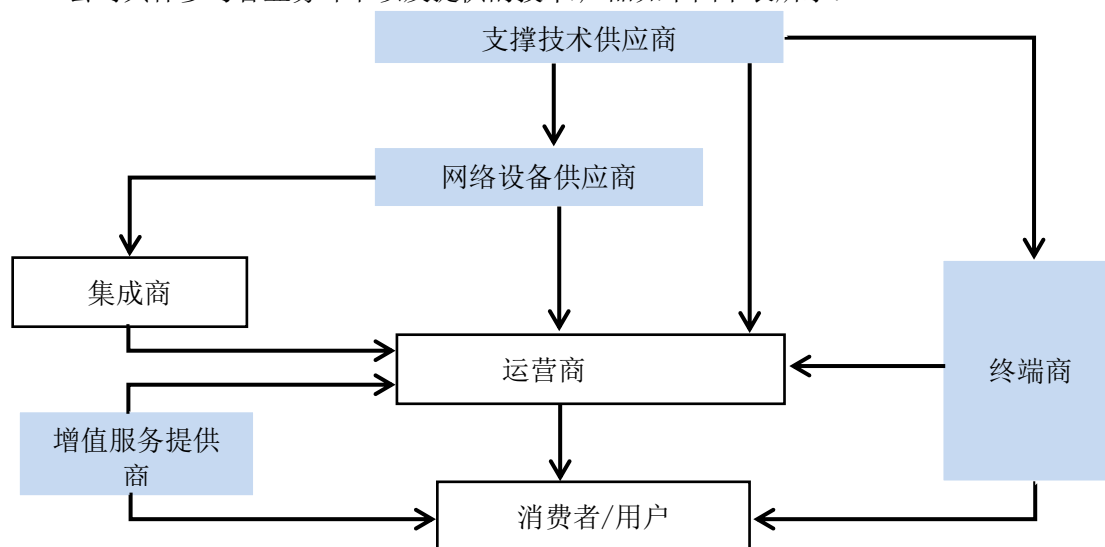 支撑技术供应商
网络设备供应商
集成商
运营商
终端商
增值服务提供
商
消费者/用户